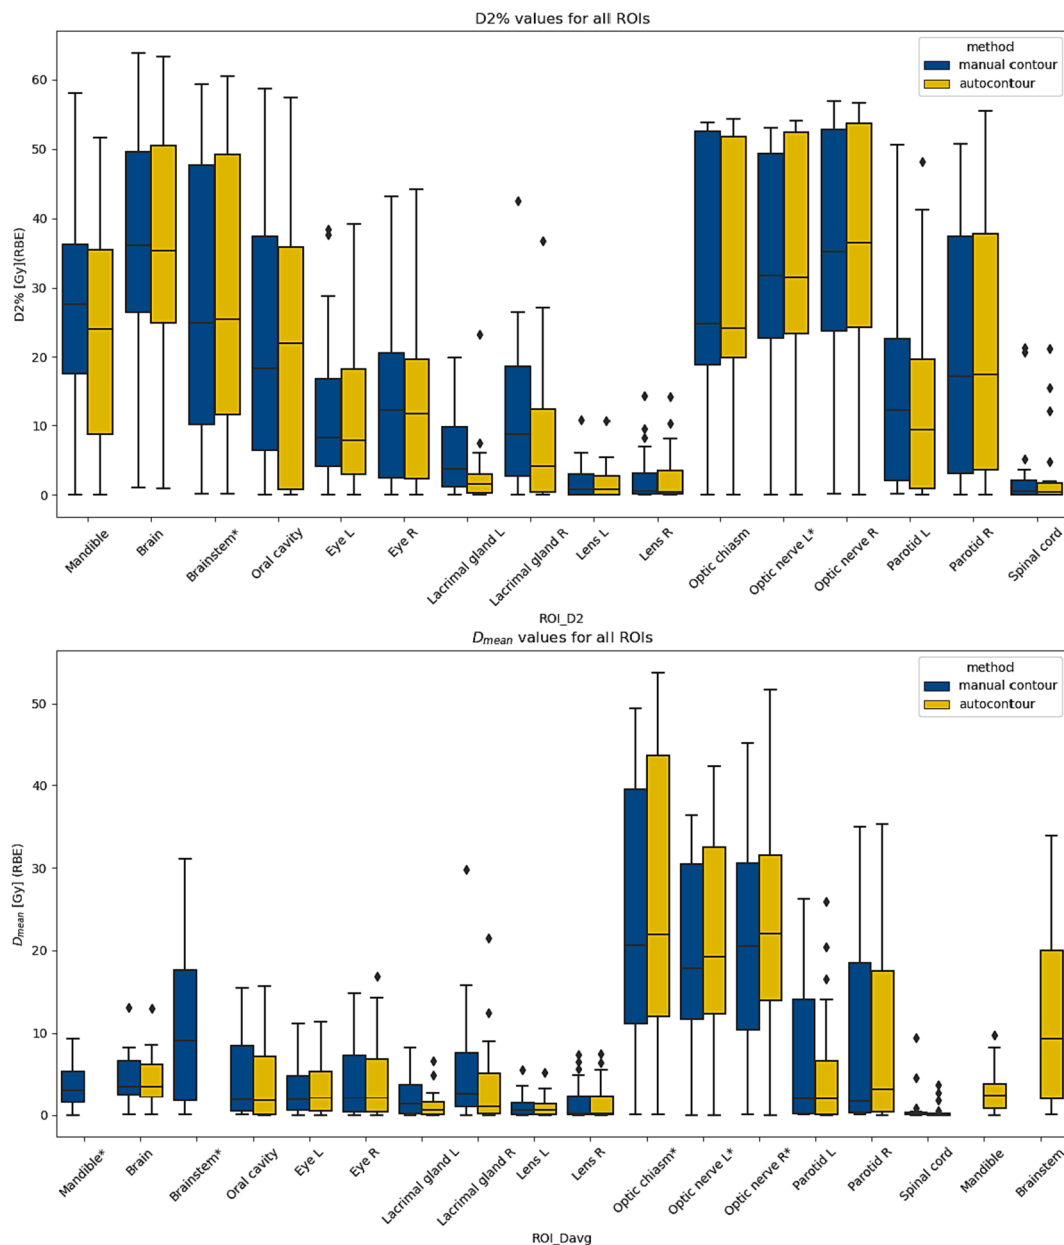 D2% values for all ROIs
method
manual contour
autocontour
D2% [Gy](RBE)
60
50
40
30
20
10
0
Mandible
Brain
Brainstem*
Oral cavity
Eye L
Eye R
Lacrimal gland L
Lacrimal gland R
Lens L
Lens R
Optic chiasm
Optic nerve L*
Optic nerve R
Parotid L
Parotid R
Spinal cord
ROI_D2
Dmean values for all ROIs
method
manual contour
autocontour
Dmean [Gy] (RBE)
50
40
30
20
10
0
Mandible*
Brain
Brainstem*
Oral cavity
Eye L
Eye R
Lacrimal gland L
Lacrimal gland R
Lens L
Lens R
Optic chiasm*
Optic nerve L*
Optic nerve R*
Parotid L
Parotid R
Spinal cord
Mandible
Brainstem
ROI_Davg